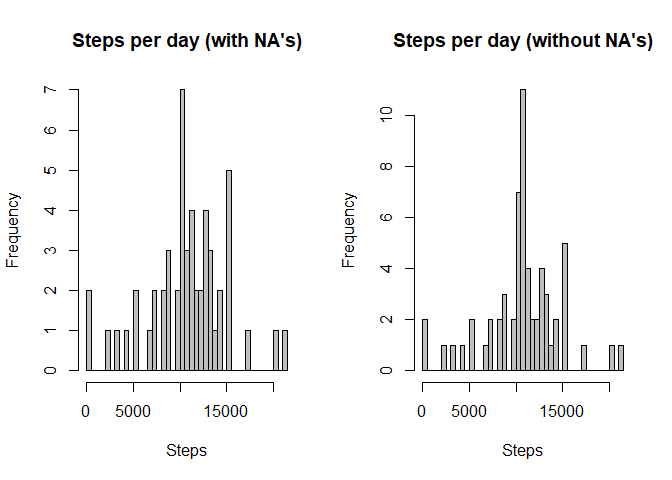 Steps per day (with NA's)
Frequency
0 1 2 3 4 5 6 7
0 5000 15000
Steps
Steps per day (without NA's)
Frequency
0 2 4 6 8 10
0 5000 15000
Steps